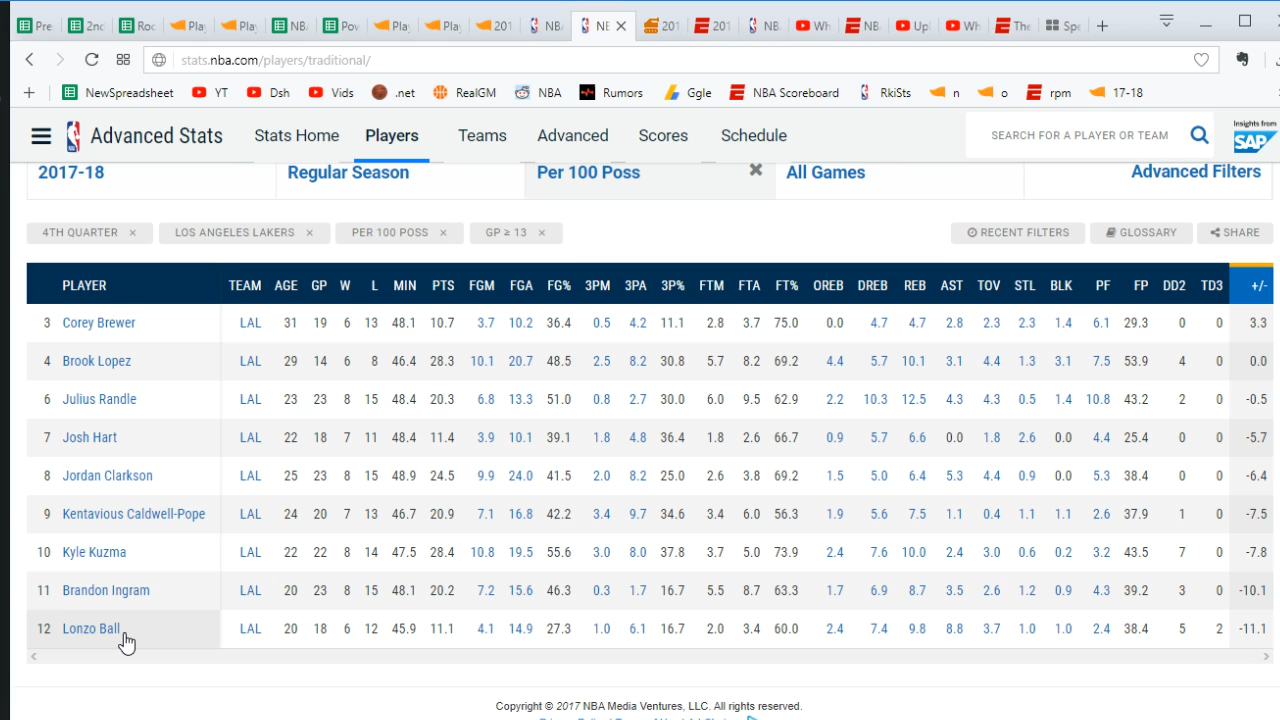 Pre 2nd Roc Play Play NBA Pov Play Play 201 NBA NE 201 201 NB Wh NB Up Wh The Spe
stats.nba.com/players/traditional/
NewSpreadsheet YT Dsh Vids .net RealGM NBA Rumors Ggle NBA Scoreboard RkiSts n o rpm 17-18
Advanced Stats Stats Home Players Teams Advanced Scores Schedule SEARCH FOR A PLAYER OR TEAM Insights from SAP
2017-18 Regular Season Per 100 Poss All Games Advanced Filters
4TH QUARTER × LOS ANGELES LAKERS × PER 100 POSS × GP ≥ 13 × RECENT FILTERS GLOSSARY SHARE
PLAYER TEAM AGE GP W L MIN PTS FGM FGA FG% 3PM 3PA 3P% FTM FTA FT% OREB DREB REB AST TOV STL BLK PF FP DD2 TD3 +/-
3 Corey Brewer LAL 31 19 6 13 48.1 10.7 3.7 10.2 36.4 0.5 4.2 11.1 2.8 3.7 75.0 0.0 4.7 4.7 2.8 2.3 2.3 1.4 6.1 29.3 0 0 3.3
4 Brook Lopez LAL 29 14 6 8 46.4 28.3 10.1 20.7 48.5 2.5 8.2 30.8 5.7 8.2 69.2 4.4 5.7 10.1 3.1 4.4 1.3 3.1 7.5 53.9 4 0 0.0
6 Julius Randle LAL 23 23 8 15 48.4 20.3 6.8 13.3 51.0 0.8 2.7 30.0 6.0 9.5 62.9 2.2 10.3 12.5 4.3 4.3 0.5 1.4 10.8 43.2 2 0 -0.5
7 Josh Hart LAL 22 18 7 11 48.4 11.4 3.9 10.1 39.1 1.8 4.8 36.4 1.8 2.6 66.7 0.9 5.7 6.6 0.0 1.8 2.6 0.0 4.4 25.4 0 0 -5.7
8 Jordan Clarkson LAL 25 23 8 15 48.9 24.5 9.9 24.0 41.5 2.0 8.2 25.0 2.6 3.8 69.2 1.5 5.0 6.4 5.3 4.4 0.9 0.0 5.3 38.4 0 0 -6.4
9 Kentavious Caldwell-Pope LAL 24 20 7 13 46.7 20.9 7.1 16.8 42.2 3.4 9.7 34.6 3.4 6.0 56.3 1.9 5.6 7.5 1.1 0.4 1.1 1.1 2.6 37.9 1 0 -7.5
10 Kyle Kuzma LAL 22 22 8 14 47.5 28.4 10.8 19.5 55.6 3.0 8.0 37.8 3.7 5.0 73.9 2.4 7.6 10.0 2.4 3.0 0.6 0.2 3.2 43.5 7 0 -7.8
11 Brandon Ingram LAL 20 23 8 15 48.1 20.2 7.2 15.6 46.3 0.3 1.7 16.7 5.5 8.7 63.3 1.7 6.9 8.7 3.5 2.6 1.2 0.9 4.3 39.2 3 0 -10.1
12 Lonzo Ball LAL 20 18 6 12 45.9 11.1 4.1 14.9 27.3 1.0 6.1 16.7 2.0 3.4 60.0 2.4 7.4 9.8 8.8 3.7 1.0 1.0 2.4 38.4 5 2 -11.1
Copyright © 2017 NBA Media Ventures, LLC. All rights reserved.